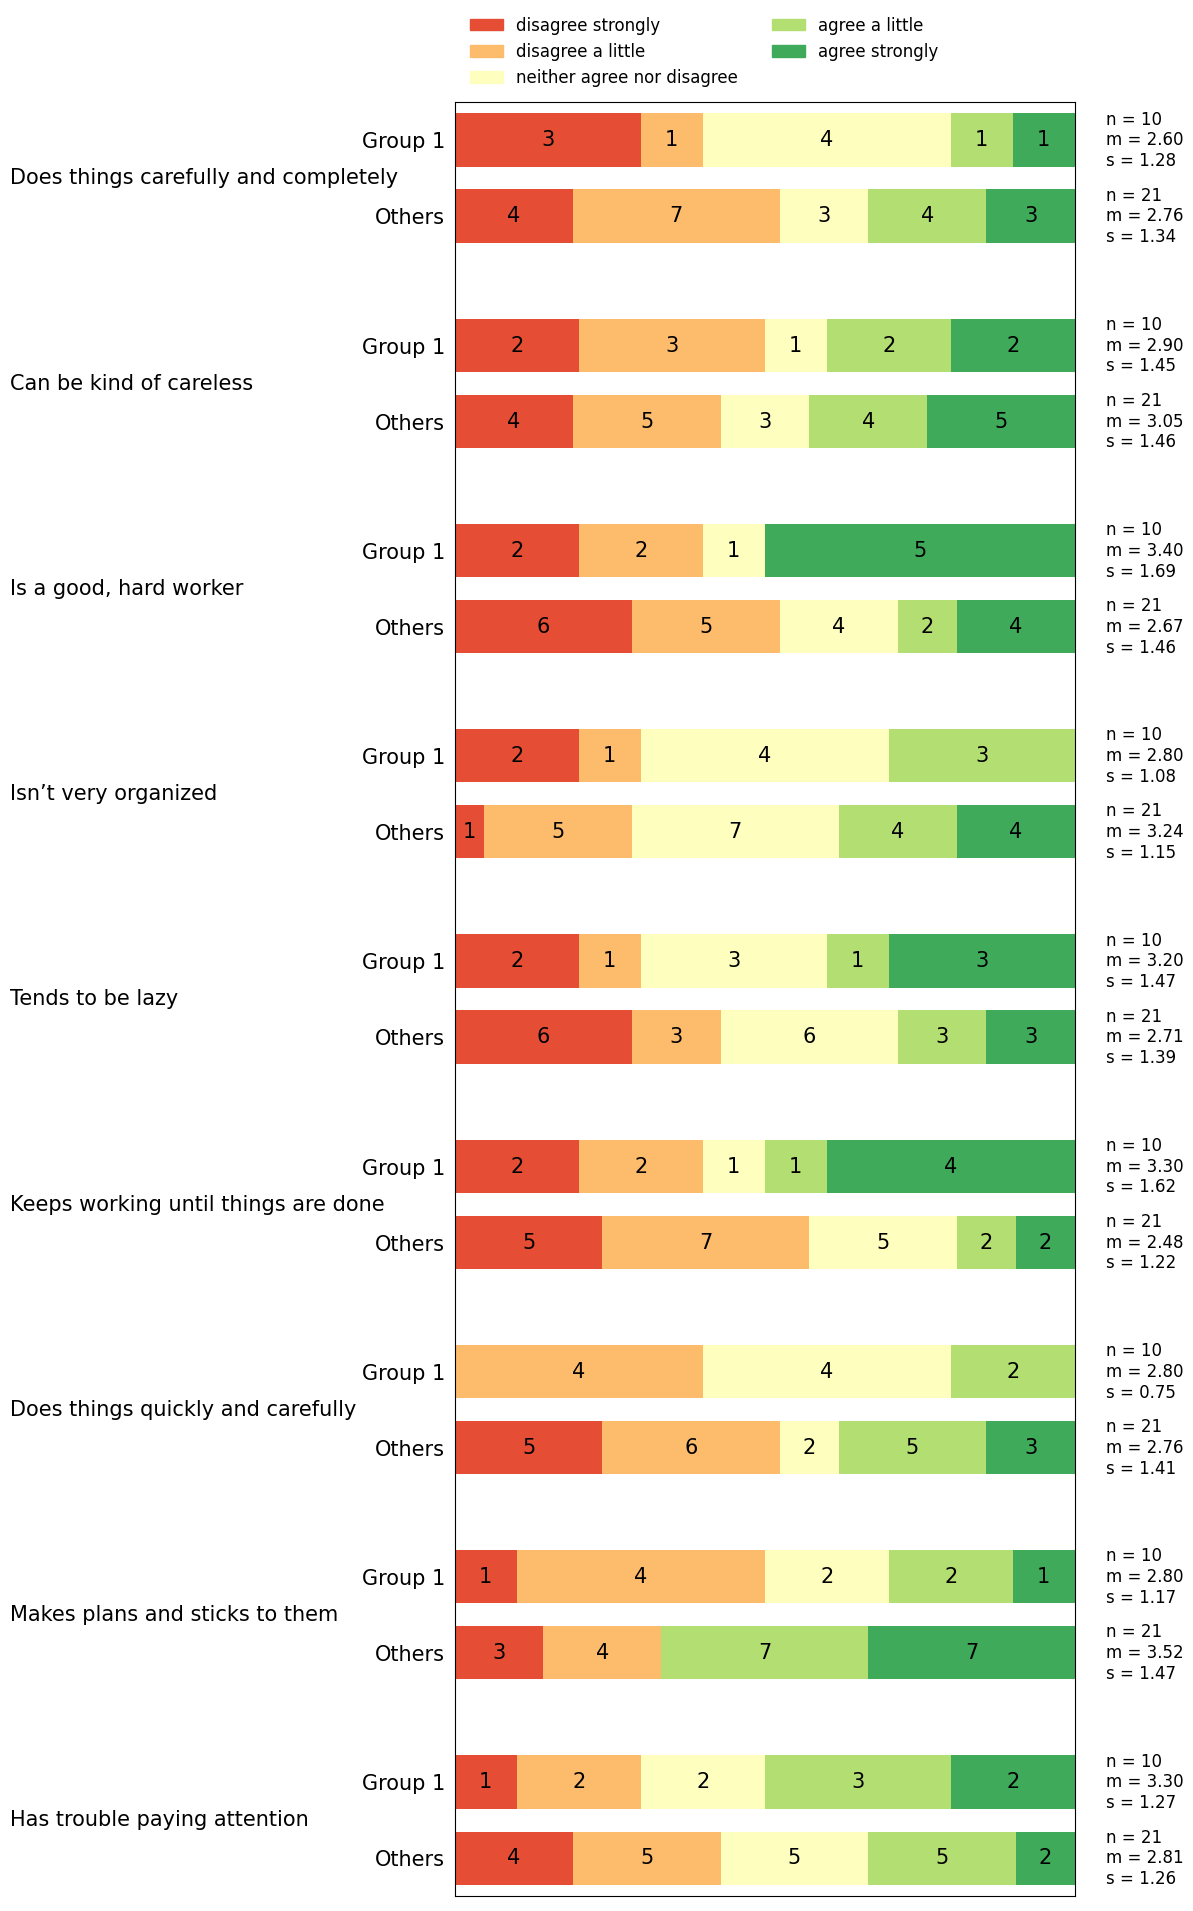 disagree strongly
disagree a little
neither agree nor disagree
agree a little
agree strongly
Does things carefully and completely
Group 1
3 1 4 1 1
n = 10
m = 2.60
s = 1.28
Others
4 7 3 4 3
n = 21
m = 2.76
s = 1.34
Can be kind of careless
Group 1
2 3 1 2 2
n = 10
m = 2.90
s = 1.45
Others
4 5 3 4 5
n = 21
m = 3.05
s = 1.46
Is a good, hard worker
Group 1
2 2 1 5
n = 10
m = 3.40
s = 1.69
Others
6 5 4 2 4
n = 21
m = 2.67
s = 1.46
Isn’t very organized
Group 1
2 1 4 3
n = 10
m = 2.80
s = 1.08
Others
1 5 7 4 4
n = 21
m = 3.24
s = 1.15
Tends to be lazy
Group 1
2 1 3 1 3
n = 10
m = 3.20
s = 1.47
Others
6 3 6 3 3
n = 21
m = 2.71
s = 1.39
Keeps working until things are done
Group 1
2 2 1 1 4
n = 10
m = 3.30
s = 1.62
Others
5 7 5 2 2
n = 21
m = 2.48
s = 1.22
Does things quickly and carefully
Group 1
4 4 2
n = 10
m = 2.80
s = 0.75
Others
5 6 2 5 3
n = 21
m = 2.76
s = 1.41
Makes plans and sticks to them
Group 1
1 4 2 2 1
n = 10
m = 2.80
s = 1.17
Others
3 4 7 7
n = 21
m = 3.52
s = 1.47
Has trouble paying attention
Group 1
1 2 2 3 2
n = 10
m = 3.30
s = 1.27
Others
4 5 5 5 2
n = 21
m = 2.81
s = 1.26